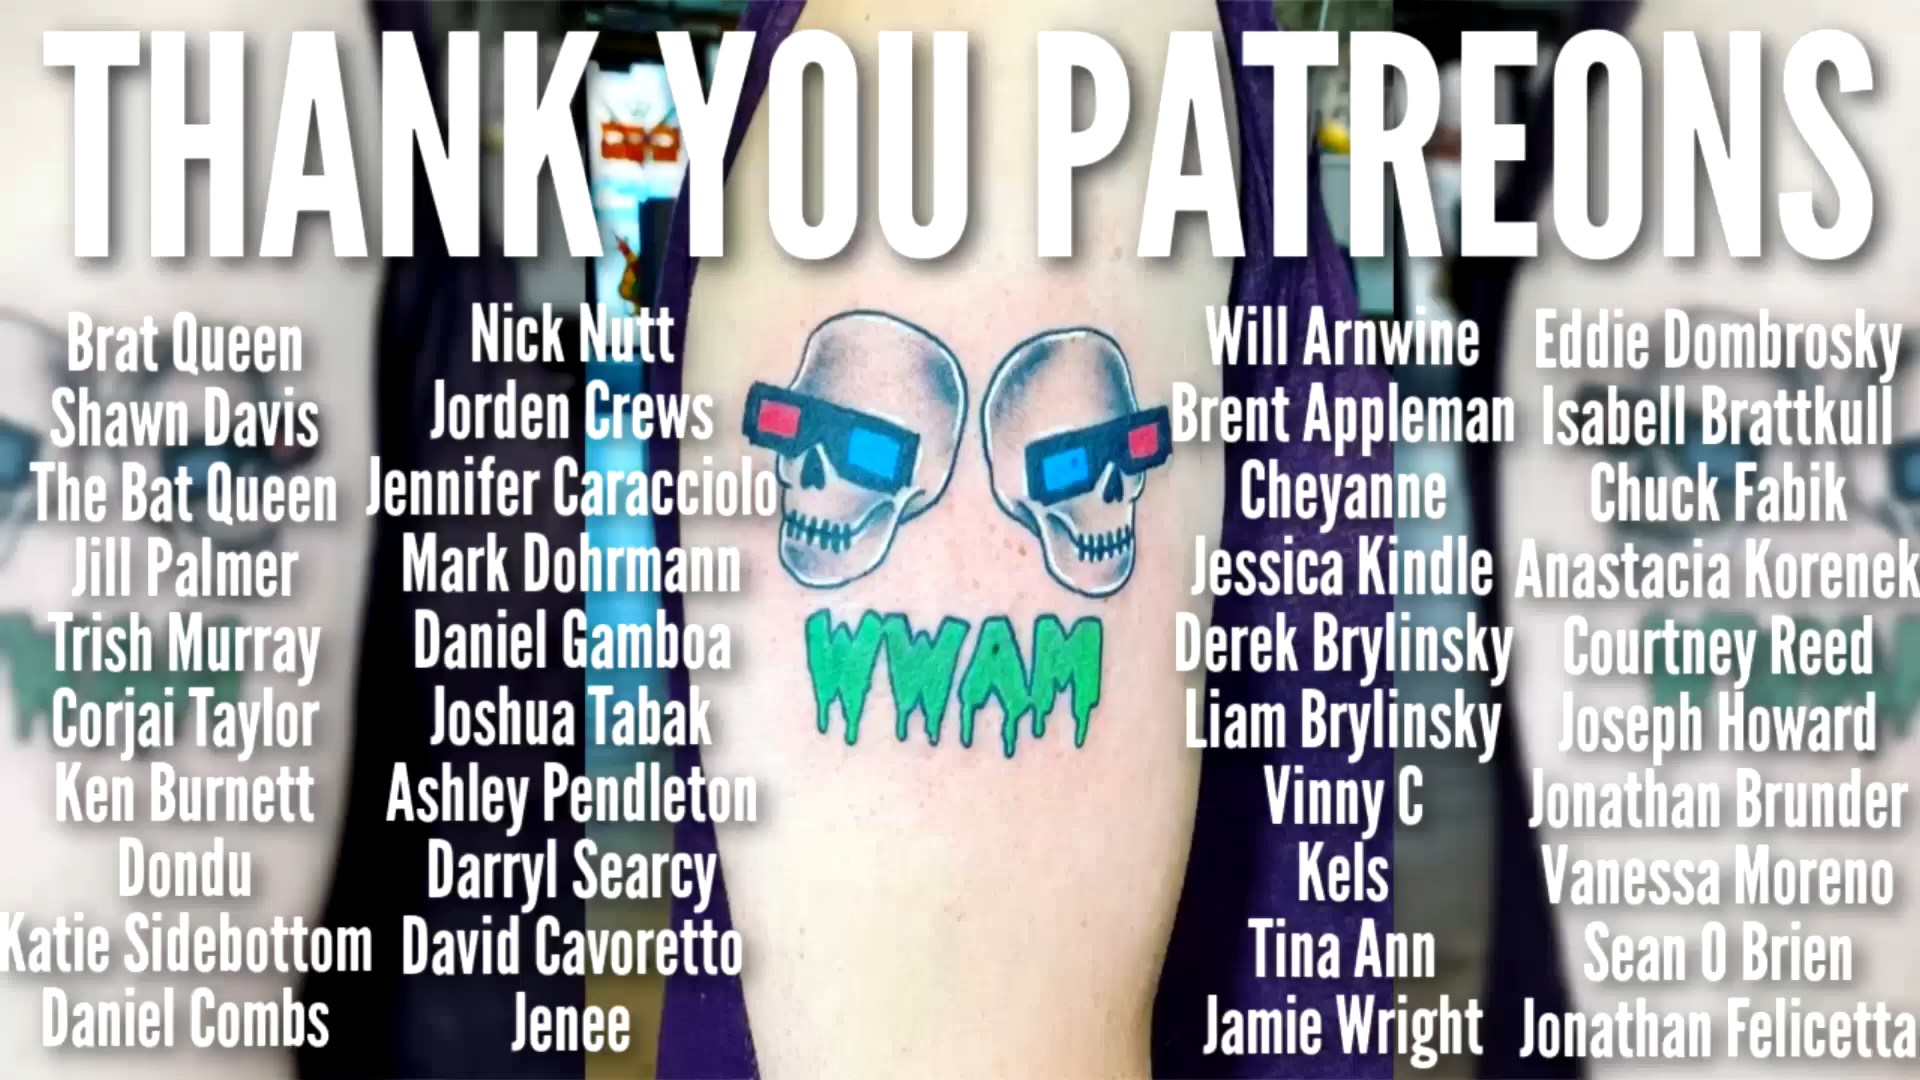 THANK YOU PATREONS
Brat Queen
Shawn Davis
The Bat Queen
Jill Palmer
Trish Murray
Corjai Taylor
Ken Burnett
Dondu
Katie Sidebottom
Daniel Combs
Nick Nutt
Jorden Crews
Jennifer Caracciolo
Mark Dohrmann
Daniel Gamboa
Joshua Tabak
Ashley Pendleton
Darryl Searcy
David Cavoretto
Jenee
WWAM
Will Arnwine
Brent Appleman
Cheyanne
Jessica Kindle
Derek Brylinsky
Liam Brylinsky
Vinny C
Kels
Tina Ann
Jamie Wright
Eddie Dombrosky
Isabell Brattkull
Chuck Fabik
Anastacia Korenek
Courtney Reed
Joseph Howard
Jonathan Brunder
Vanessa Moreno
Sean O Brien
Jonathan Felicetta